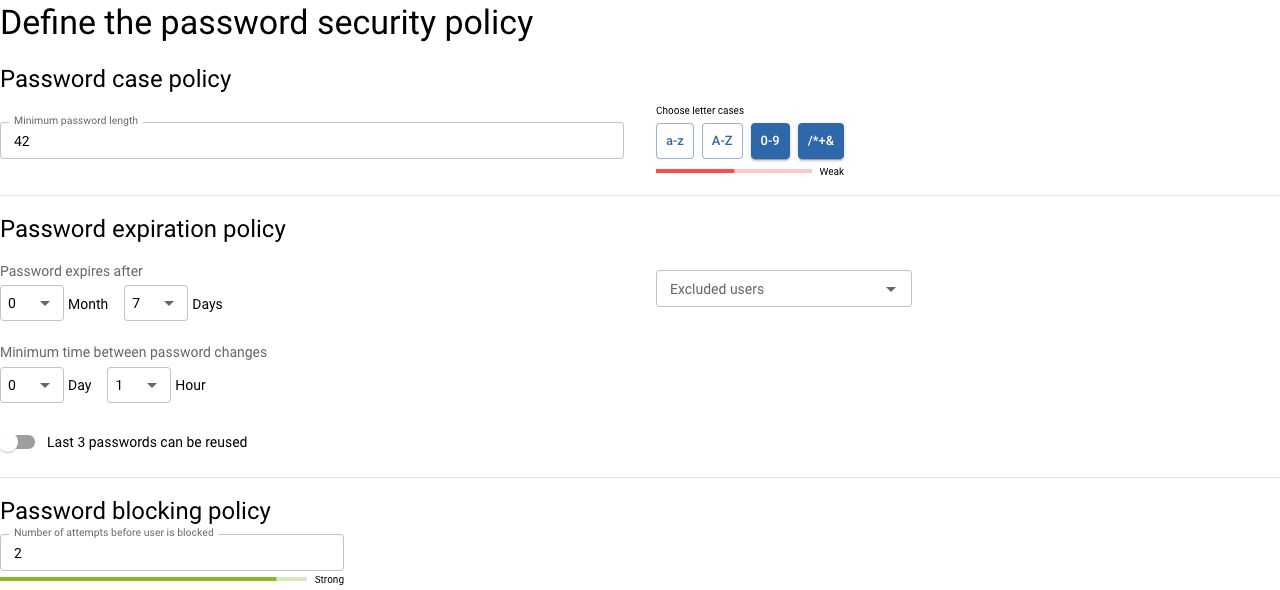 Define the password security policy
Password case policy
Minimum password length
42
Choose letter cases
a-z A-Z 0-9 /*+&
Weak
Password expiration policy
Password expires after
0 Month 7 Days
Excluded users
Minimum time between password changes
0 Day 1 Hour
Last 3 passwords can be reused
Password blocking policy
Number of attempts before user is blocked
2
Strong